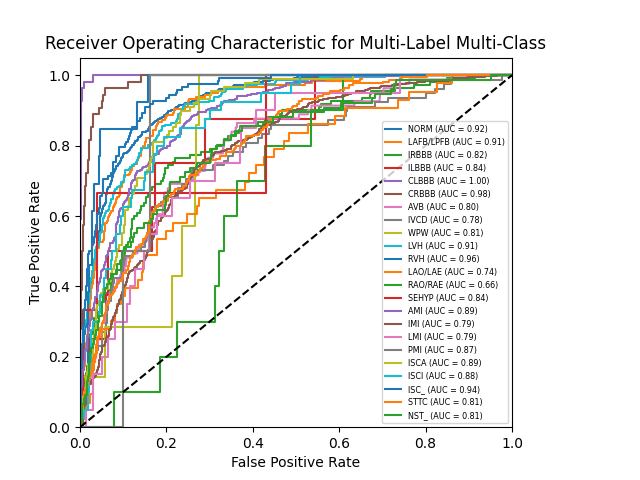 Receiver Operating Characteristic for Multi-Label Multi-Class
1.0
0.8
0.6
0.4
0.2
0.0
True Positive Rate
0.0 0.2 0.4 0.6 0.8 1.0
False Positive Rate
NORM (AUC = 0.92)
LAFB/LPFB (AUC = 0.91)
IRBBB (AUC = 0.82)
ILBBB (AUC = 0.84)
CLBBB (AUC = 1.00)
CRBBB (AUC = 0.98)
AVB (AUC = 0.80)
IVCD (AUC = 0.78)
WPW (AUC = 0.81)
LVH (AUC = 0.91)
RVH (AUC = 0.96)
LAO/LAE (AUC = 0.74)
RAO/RAE (AUC = 0.66)
SEHYP (AUC = 0.84)
AMI (AUC = 0.89)
IMI (AUC = 0.79)
LMI (AUC = 0.79)
PMI (AUC = 0.87)
ISCA (AUC = 0.89)
ISCI (AUC = 0.88)
ISC_ (AUC = 0.94)
STTC (AUC = 0.81)
NST_ (AUC = 0.81)